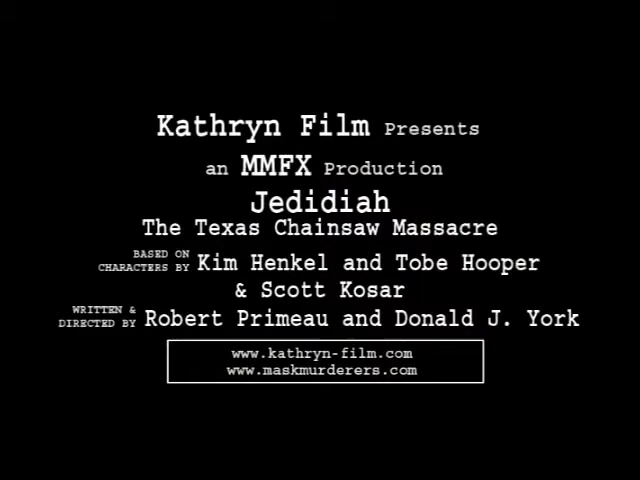 Kathryn Film Presents
an MMFX Production
Jedidiah
The Texas Chainsaw Massacre
BASED ON
CHARACTERS BY Kim Henkel and Tobe Hooper
& Scott Kosar
WRITTEN &
DIRECTED BY Robert Primeau and Donald J. York
www.kathryn-film.com
www.maskmurderers.com